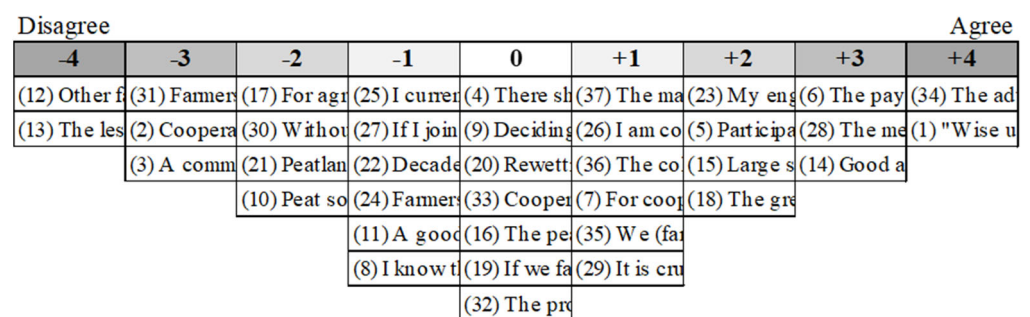 Disagree Agree
-4 -3 -2 -1 0 +1 +2 +3 +4
(12) Other f (31) Farmers (17) For agr (25) I curren (4) There sh (37) The ma (23) My eng (6) The pay (34) The ad
(13) The les (2) Coopera (30) Withou (27) If I join (9) Deciding (26) I am co (5) Participa (28) The me (1) "Wise u
(3) A comm (21) Peatlan (22) Decade (20) Rewett (36) The co (15) Large s (14) Good a
(10) Peat so (24) Farmers (33) Cooper (7) For coop (18) The gre
(11) A good (16) The pe (35) We (far
(8) I know t (19) If we fa (29) It is cru
(32) The pro